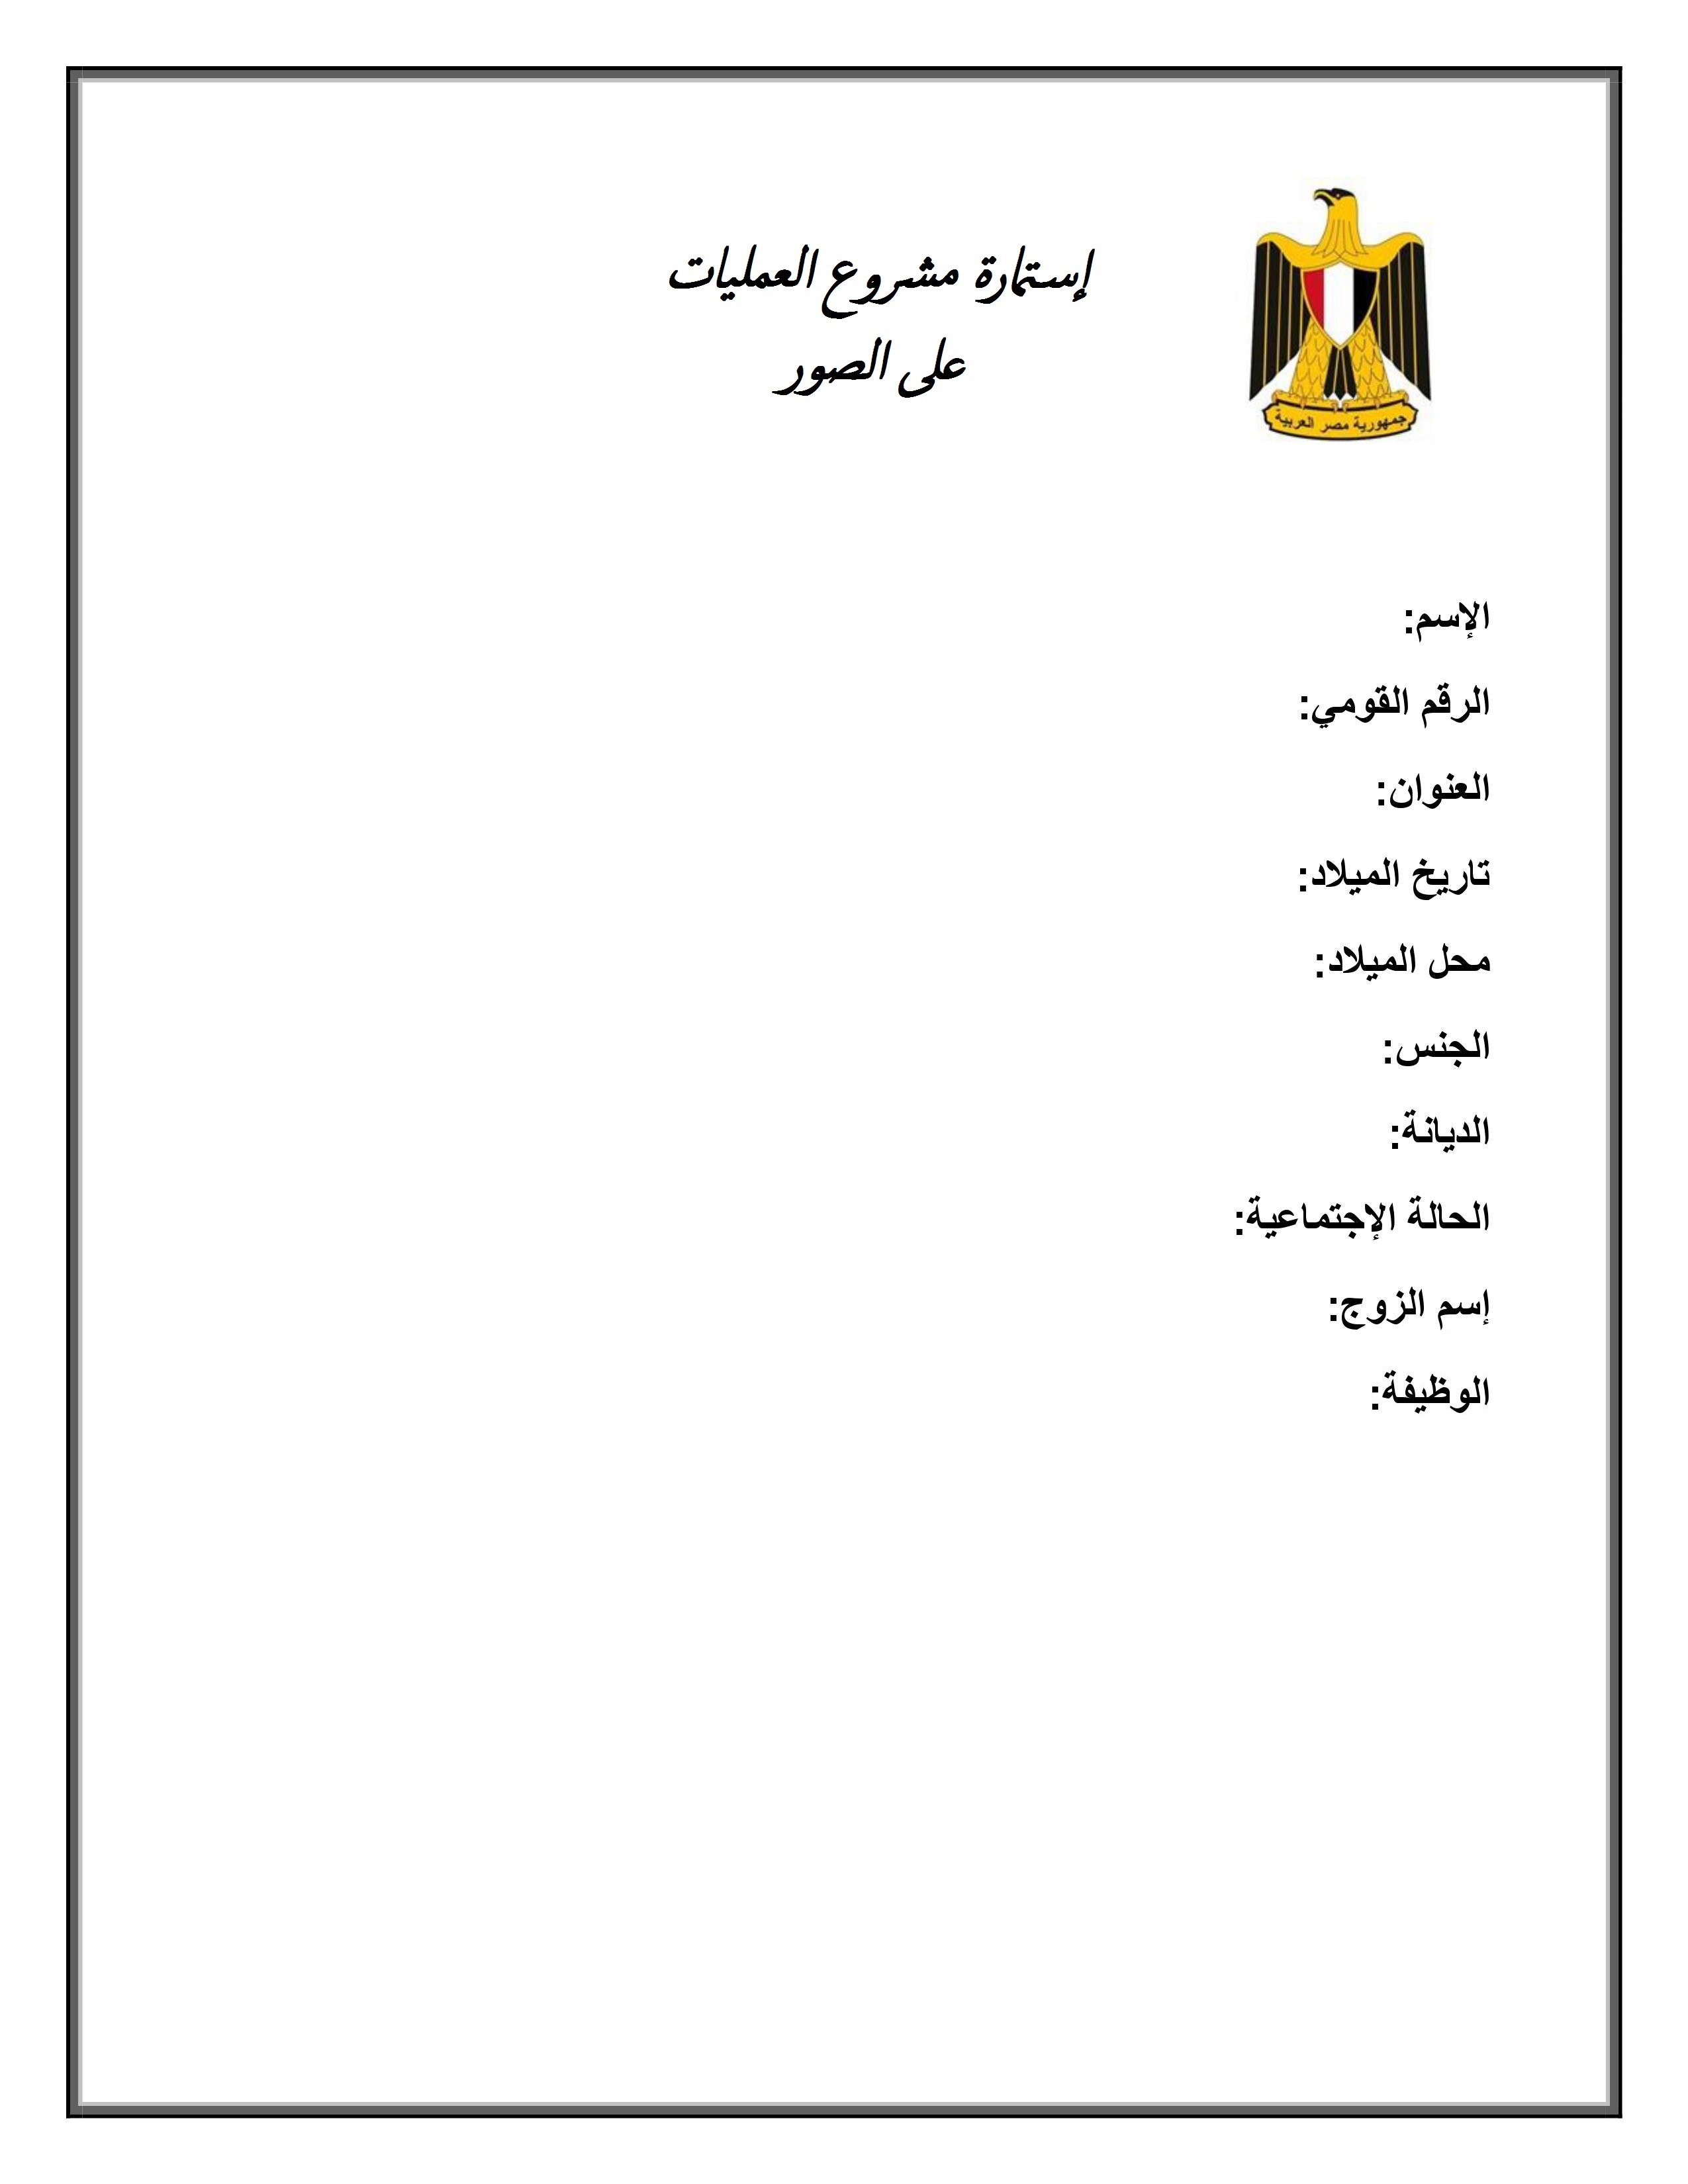 إستمارة مشروع العمليات
على الصور
جمهورية مصر العربية
الإسم:
الرقم القومي:
العنوان:
تاريخ الميلاد:
محل الميلاد:
الجنس:
الديانة:
الحالة الإجتماعية:
إسم الزوج:
الوظيفة: